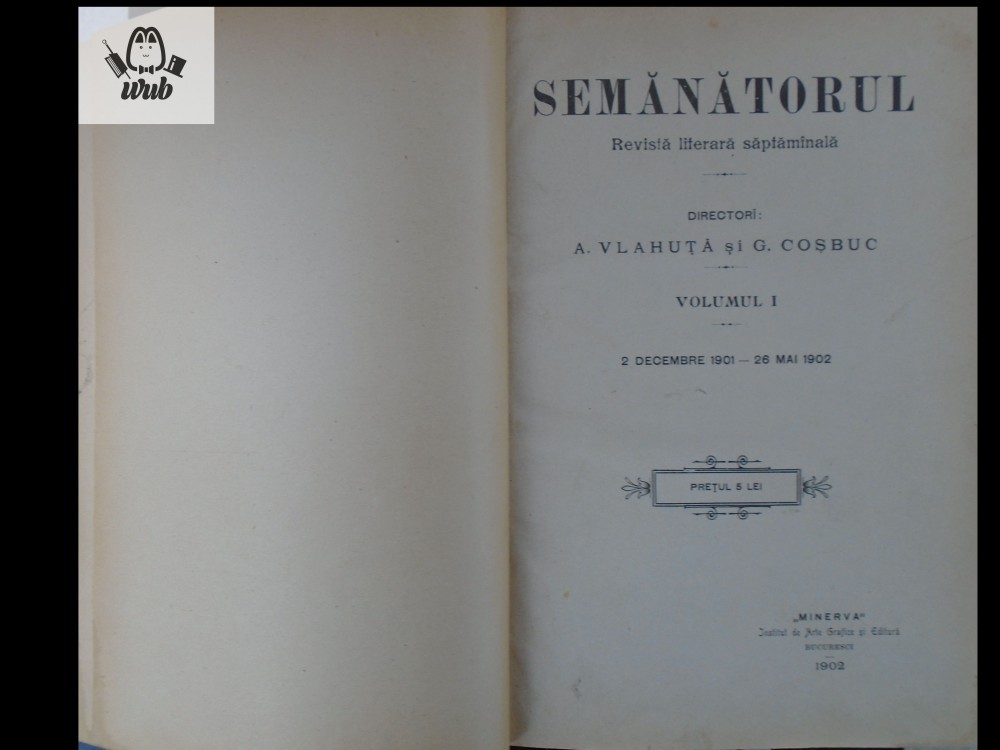 wub
SEMĂNĂTORUL
Revistă literară săptămînală
DIRECTORĬ:
A. VLAHUŢĂ şi G. COŞBUC
VOLUMUL I
2 DECEMBRE 1901 — 26 MAI 1902
PREŢUL 5 LEI
„MINERVA“
Institut de Arte Grafice şi Editură
BUCURESCI
1902